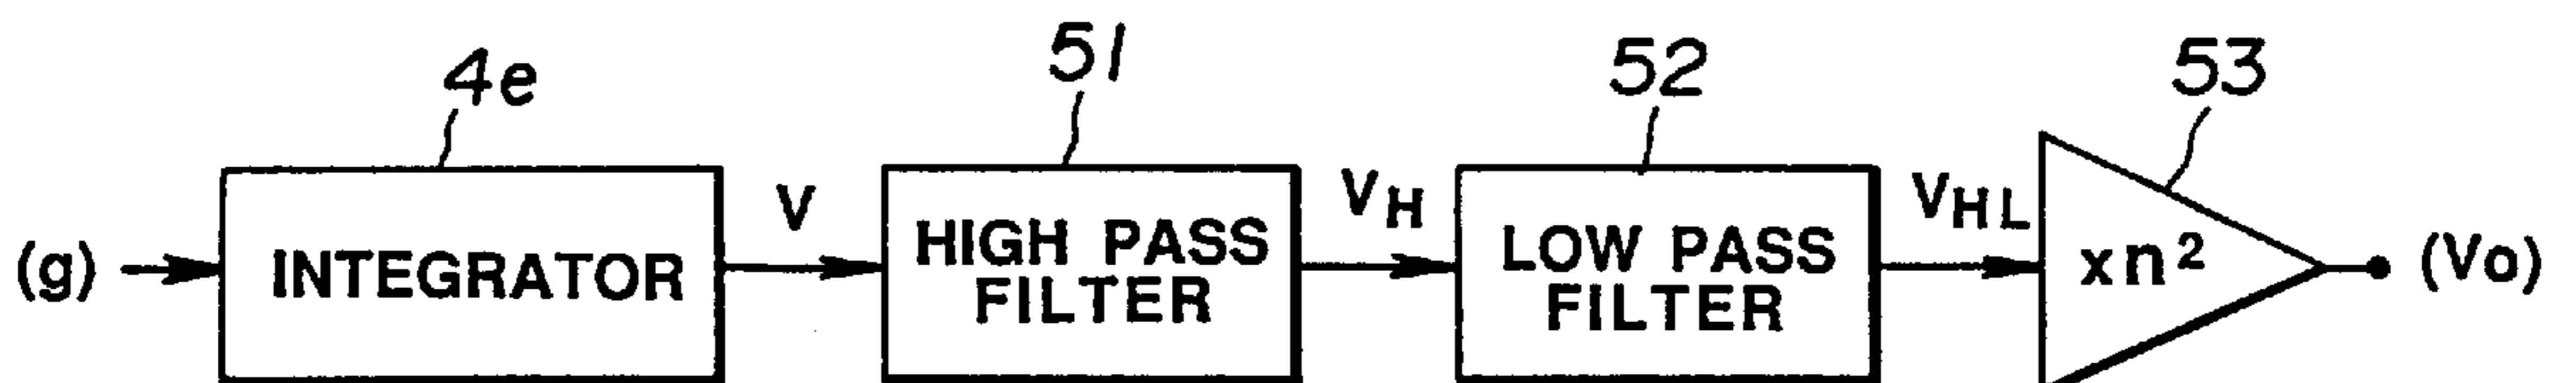 4e
51
52
53
(g)
INTEGRATOR
V
HIGH PASS
FILTER
VH
LOW PASS
FILTER
VHL
xn²
(Vo)